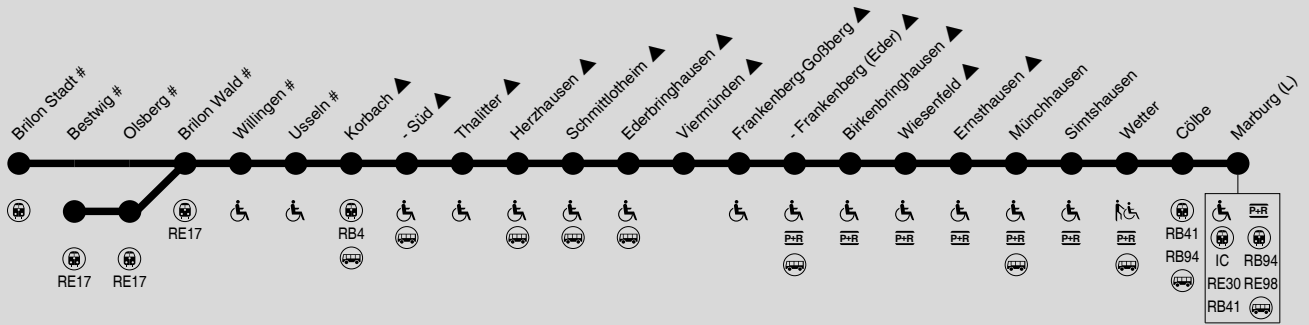 Brilon Stadt #
Bestwig #
Olsberg #
Brilon Wald #
Willingen #
Usseln #
Korbach
- Süd
Thalitter
Herzhausen
Schmittlotheim
Ederbringhausen
Viermünden
Frankenberg-Goßberg
- Frankenberg (Eder)
Birkenbringhausen
Wiesenfeld
Ernsthausen
Münchhausen
Simtshausen
Wetter
Cölbe
Marburg (L)
RE17
RE17
RE17
RB4
P+R
P+R
P+R
P+R
P+R
P+R
P+R
RB41
RB94
P+R
IC RB94
RE30 RE98
RB41